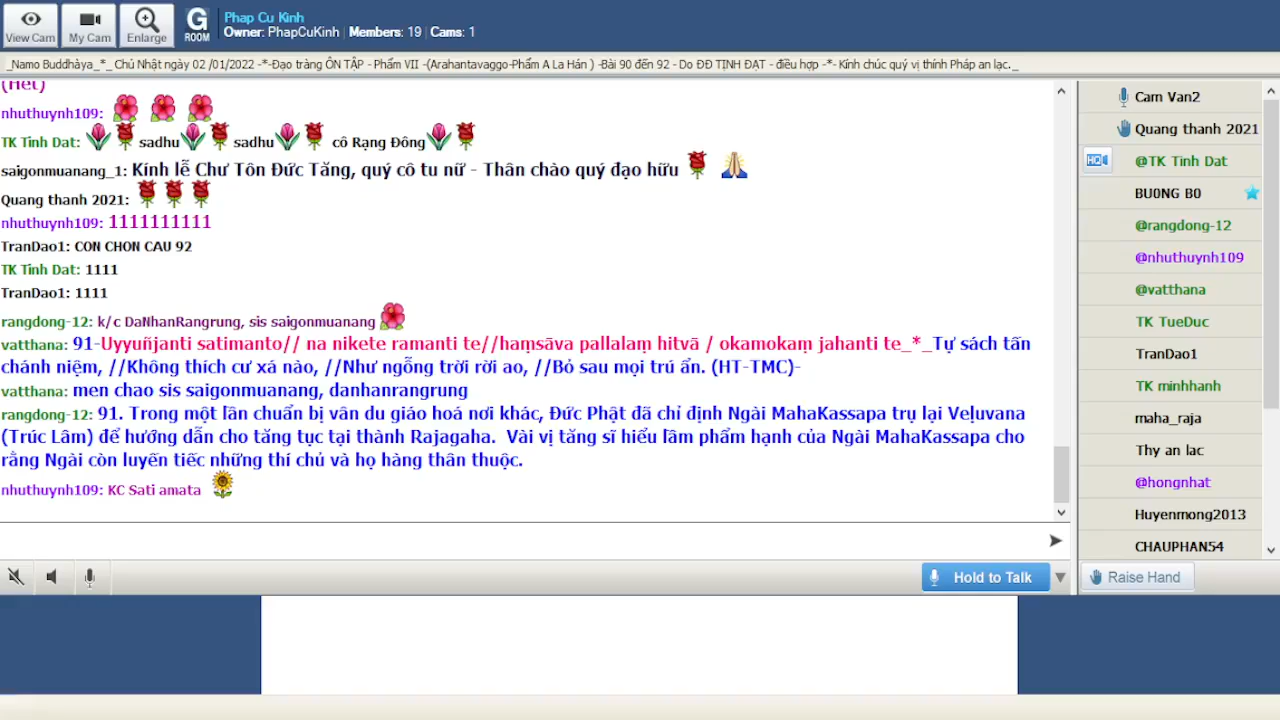 View Cam
My Cam
Enlarge
G
ROOM
Phap Cu Kinh
Owner: PhapCuKinh | Members: 19 | Cams: 1
_Namo Buddhàya_*_ Chủ Nhật ngày 02 /01/2022 -*-Đạo tràng ÔN TẬP - Phẩm VII -(Arahantavaggo-Phẩm A La Hán ) -Bài 90 đến 92 - Do ĐĐ TỊNH ĐẠT - điều hợp -*- Kính chúc quý vị thính Pháp an lạc._
(Hết)
nhuthuynh109:
TK Tinh Dat: sadhu sadhu cô Rạng Đông
saigonmuanang_1: Kính lễ Chư Tôn Đức Tăng, quý cô tu nữ - Thân chào quý đạo hữu
Quang thanh 2021:
nhuthuynh109: 1111111111
TranDao1: CON CHON CAU 92
TK Tinh Dat: 1111
TranDao1: 1111
rangdong-12: k/c DaNhanRangrung, sis saigonmuanang
vatthana: 91-Uyyuñjanti satimanto// na nikete ramanti te//haṃsāva pallalaṃ hitvā / okamokaṃ jahanti te_*_Tự sách tấn
chánh niệm, //Không thích cư xá nào, //Như ngỗng trời rời ao, //Bỏ sau mọi trú ẩn. (HT-TMC)-
vatthana: men chao sis saigonmuanang, danhanrangrung
rangdong-12: 91. Trong một lần chuẩn bị vân du giáo hoá nơi khác, Đức Phật đã chỉ định Ngài MahaKassapa trụ lại Veḷuvana
(Trúc Lâm) để hướng dẫn cho tăng tục tại thành Rajagaha.  Vài vị tăng sĩ hiểu lầm phẩm hạnh của Ngài MahaKassapa cho
rằng Ngài còn luyến tiếc những thí chủ và họ hàng thân thuộc.
nhuthuynh109: KC Sati amata
Hold to Talk
Cam Van2
Quang thanh 2021
HQ
@TK Tinh Dat
BU0NG B0
@rangdong-12
@nhuthuynh109
@vatthana
TK TueDuc
TranDao1
TK minhhanh
maha_raja
Thy an lac
@hongnhat
Huyenmong2013
CHAUPHAN54
Raise Hand